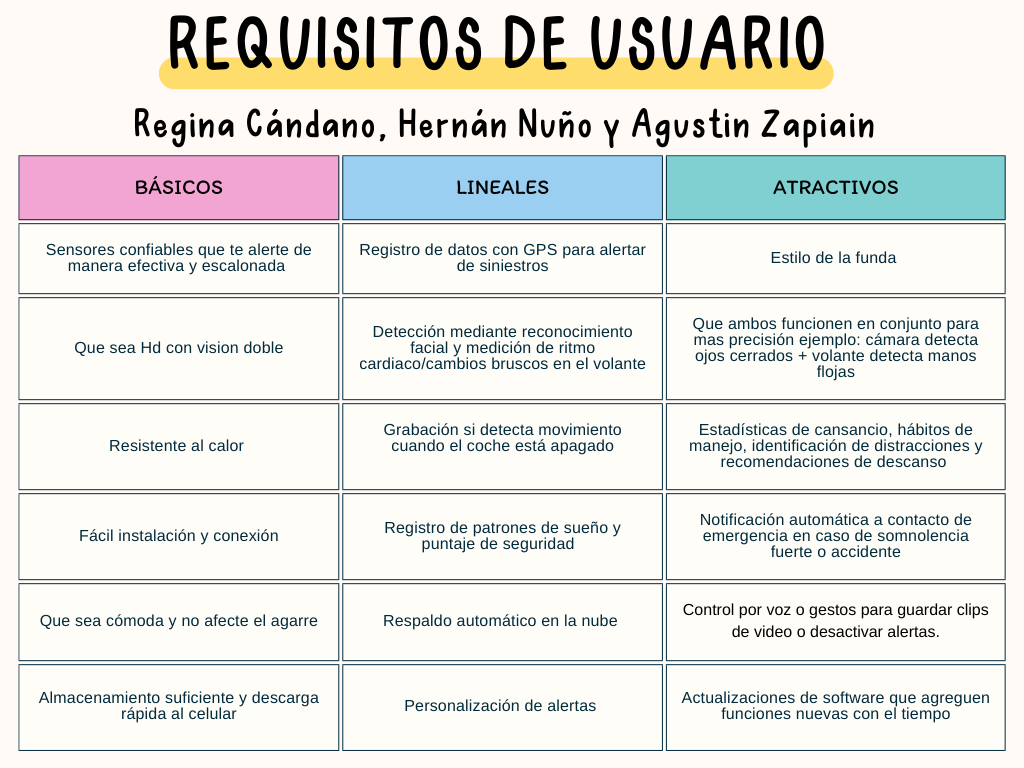 REQUISITOS DE USUARIO
Regina Cándano, Hernán Nuño y Agustin Zapiain
BÁSICOS
LINEALES
ATRACTIVOS
Sensores confiables que te alerte de
manera efectiva y escalonada
Registro de datos con GPS para alertar
de siniestros
Estilo de la funda
Que sea Hd con vision doble
Detección mediante reconocimiento
facial y medición de ritmo
cardiaco/cambios bruscos en el volante
Que ambos funcionen en conjunto para
mas precisión ejemplo: cámara detecta
ojos cerrados + volante detecta manos
flojas
Resistente al calor
Grabación si detecta movimiento
cuando el coche está apagado
Estadísticas de cansancio, hábitos de
manejo, identificación de distracciones y
recomendaciones de descanso
Fácil instalación y conexión
Registro de patrones de sueño y
puntaje de seguridad
Notificación automática a contacto de
emergencia en caso de somnolencia
fuerte o accidente
Que sea cómoda y no afecte el agarre
Respaldo automático en la nube
Control por voz o gestos para guardar clips
de video o desactivar alertas.
Almacenamiento suficiente y descarga
rápida al celular
Personalización de alertas
Actualizaciones de software que agreguen
funciones nuevas con el tiempo